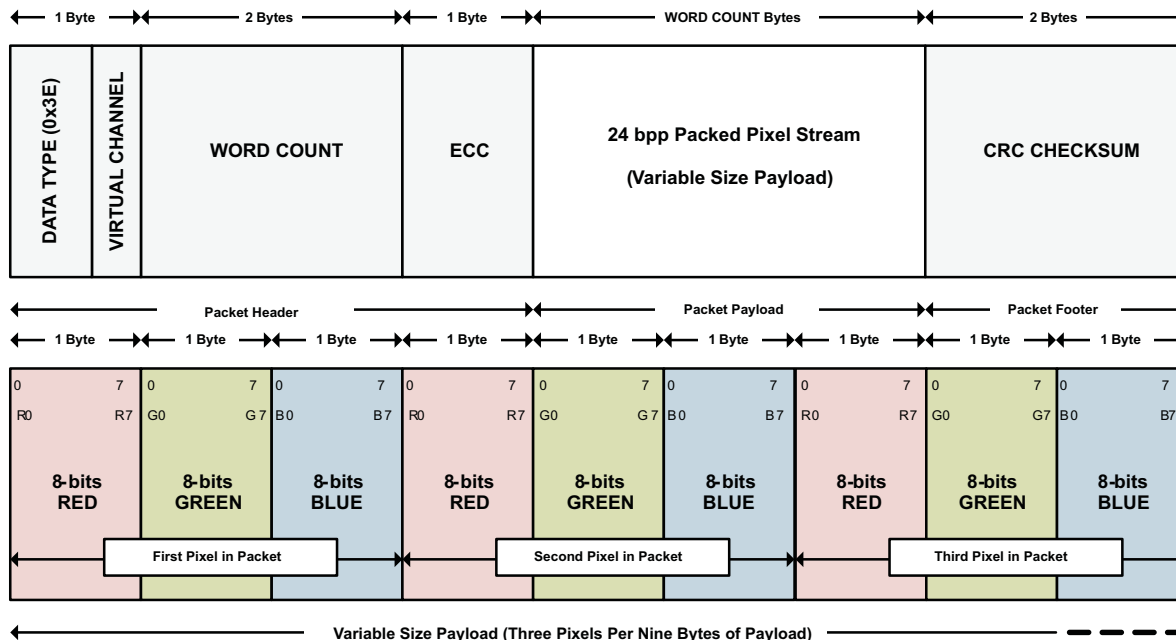 1 Byte 2 Bytes 1 Byte WORD COUNT Bytes 2 Bytes
DATA TYPE (0x3E)
VIRTUAL CHANNEL
WORD COUNT
ECC
24 bpp Packed Pixel Stream
(Variable Size Payload)
CRC CHECKSUM
Packet Header Packet Payload Packet Footer
1 Byte 1 Byte 1 Byte 1 Byte 1 Byte 1 Byte 1 Byte 1 Byte 1 Byte
0 7 0 7 0 7 0 7 0 7 0 7 0 7 0 7 0 7
R0 R7 G0 G7 B0 B7 R0 R7 G0 G7 B0 B7 R0 R7 G0 G7 B0 B7
8-bits 8-bits 8-bits 8-bits 8-bits 8-bits 8-bits 8-bits 8-bits
RED GREEN BLUE RED GREEN BLUE RED GREEN BLUE
First Pixel in Packet Second Pixel in Packet Third Pixel in Packet
Variable Size Payload (Three Pixels Per Nine Bytes of Payload)